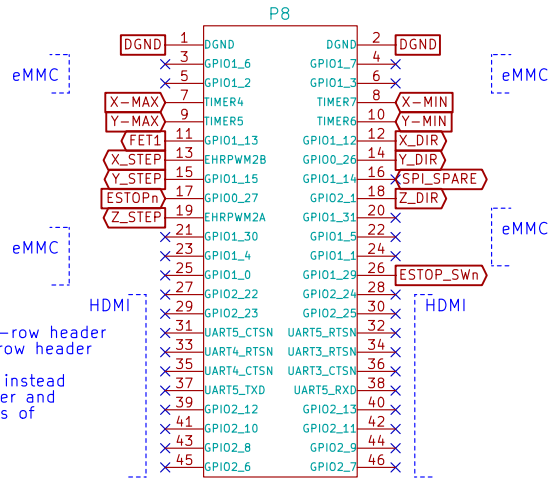 P8
DGND 1 DGND DGND 2 DGND
eMMC 3 GPIO1_6 GPIO1_7 4 eMMC
5 GPIO1_2 GPIO1_3 6
X-MAX 7 TIMER4 TIMER7 8 X-MIN
Y-MAX 9 TIMER5 TIMER6 10 Y-MIN
FET1 11 GPIO1_13 GPIO1_12 12 X_DIR
X_STEP 13 EHRPWM2B GPIO0_26 14 Y_DIR
Y_STEP 15 GPIO1_15 GPIO1_14 16 SPI_SPARE
ESTOPn 17 GPIO0_27 GPIO2_1 18 Z_DIR
Z_STEP 19 EHRPWM2A GPIO1_31 20
eMMC 21 GPIO1_30 GPIO1_5 22 eMMC
23 GPIO1_4 GPIO1_1 24
25 GPIO1_0 GPIO1_29 26 ESTOP_SWn
27 GPIO2_22 GPIO2_24 28
HDMI 29 GPIO2_23 GPIO2_25 30 HDMI
-row header 31 UART5_CTSN UART5_RTSN 32
row header 33 UART4_RTSN UART3_RTSN 34
instead 35 UART4_CTSN UART3_CTSN 36
er and 37 UART5_TXD UART5_RXD 38
s of 39 GPIO2_12 GPIO2_13 40
41 GPIO2_10 GPIO2_11 42
43 GPIO2_8 GPIO2_9 44
45 GPIO2_6 GPIO2_7 46